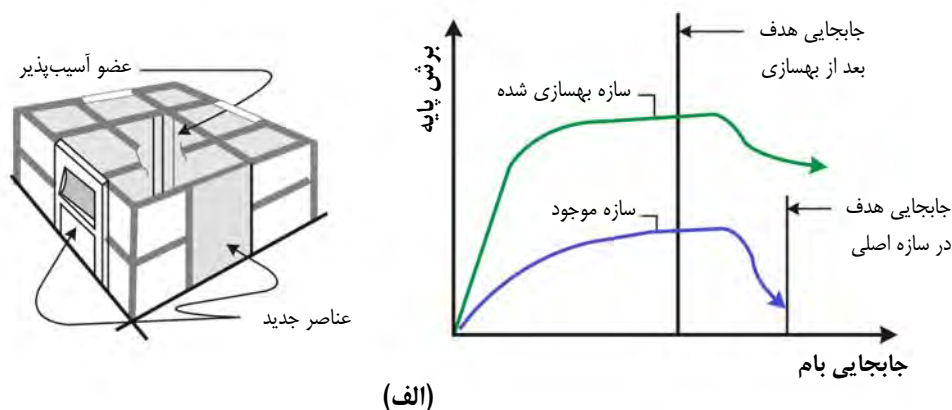 عضو آسیب‌پذیر
عناصر جدید
برش پایه
جابجایی هدف
بعد از بهسازی
سازه بهسازی شده
سازه موجود
جابجایی هدف
در سازه اصلی
جابجایی بام
(الف)